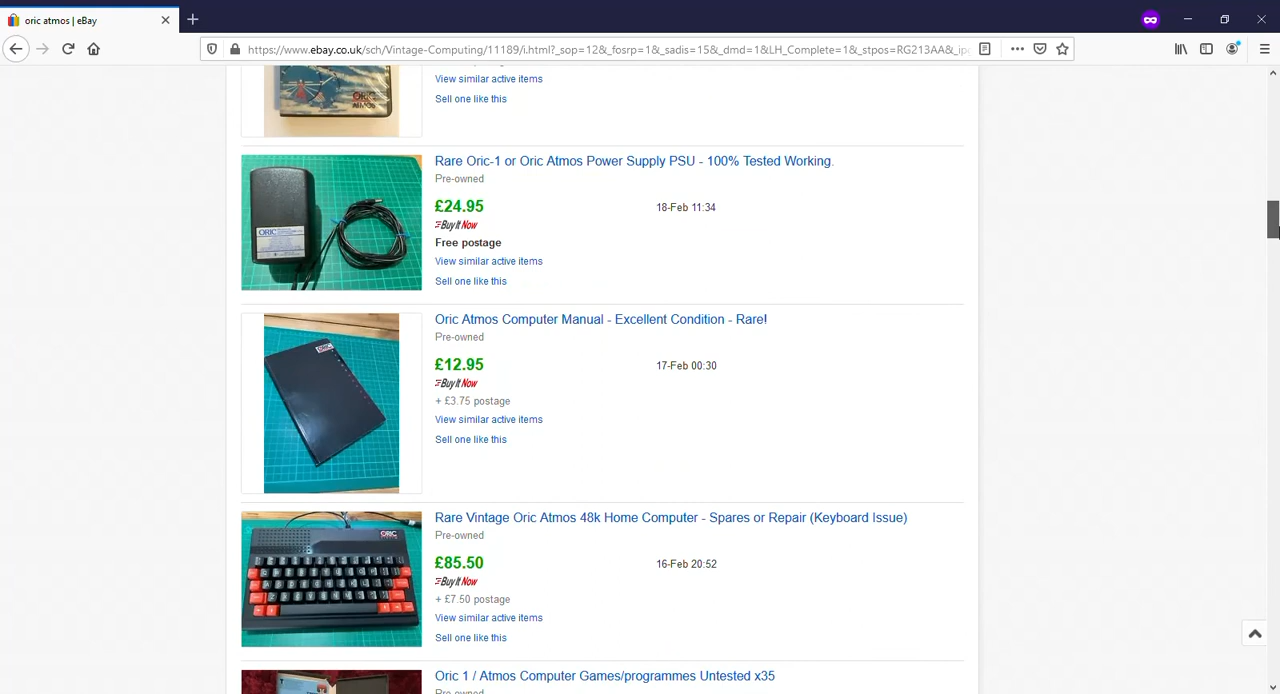 oric atmos | eBay
https://www.ebay.co.uk/sch/Vintage-Computing/11189/i.html?_sop=12&_fosrp=1&_sadis=15&_dmd=1&LH_Complete=1&_stpos=RG213AA&_ip
ORIC
ATMOS
View similar active items
Sell one like this
Rare Oric-1 or Oric Atmos Power Supply PSU - 100% Tested Working.
Pre-owned
£24.95
18-Feb 11:34
Buy It Now
Free postage
View similar active items
Sell one like this
ORIC
Oric Atmos Computer Manual - Excellent Condition - Rare!
Pre-owned
£12.95
17-Feb 00:30
Buy It Now
+ £3.75 postage
View similar active items
Sell one like this
ORIC
Rare Vintage Oric Atmos 48k Home Computer - Spares or Repair (Keyboard Issue)
Pre-owned
£85.50
16-Feb 20:52
Buy It Now
+ £7.50 postage
View similar active items
Sell one like this
ORIC
Oric 1 / Atmos Computer Games/programmes Untested x35
Pre-owned